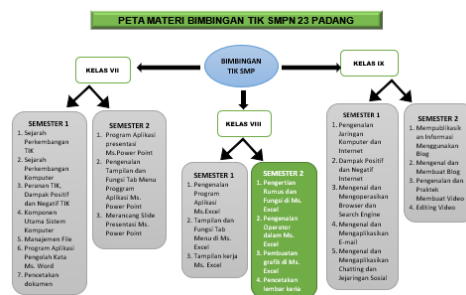 PETA MATERI BIMBINGAN TIK SMPN 23 PADANG
BIMBINGAN
TIK SMP
KELAS VII
KELAS IX
KELAS VIII
SEMESTER 1
1. Sejarah
Perkembangan
TIK
2. Sejarah
Perkembangan
Komputer
3. Peranan TIK,
Dampak Positif
dan Negatif TIK
4. Komponen
Utama Sistem
Komputer
5. Manajemen File
6. Program Aplikasi
Pengolah Kata
Ms. Word
7. Pencetakan
dokumen
SEMESTER 2
1. Program Aplikasi
presentasi
Ms.Power Point
2. Pengenalan
Tampilan dan
Fungsi Tab Menu
Proggram
Aplikasi Ms.
Power Point
3. Merancang Slide
Presentasi Ms.
Power Point
SEMESTER 1
1. Pengenalan
Program
Aplikasi
Ms.Excel
2. Tampilan dan
Fungsi Tab
Menu di Ms.
Excel
3. Tampilan kerja
Ms. Excel
SEMESTER 2
1. Pengertian
Rumus dan
Fungsi di Ms.
Excel
2. Pengenalan
Operator
dalam Ms.
Excel
3. Pembuatan
grafik di Ms.
Excel
4. Pencetakan
lembar kerja
SEMESTER 1
1. Pengenalan
Jaringan
Komputer dan
Internet
2. Dampak Positif
dan Negatif
Internet
3. Mengenal dan
Mengoperasikan
Browser dan
Search Engine
4. Mengenal dan
Mengaplikasikan
E-mail
5. Mengenal dan
Mengaplikasikan
Chatting dan
Jejaringan Sosial
SEMESTER 2
1. Mempublikasik
an Informasi
Menggunakan
Blog
2. Mengenal dan
Membuat Blog
3. Pengenalan dan
Praktek
Membuat Video
4. Editing Video